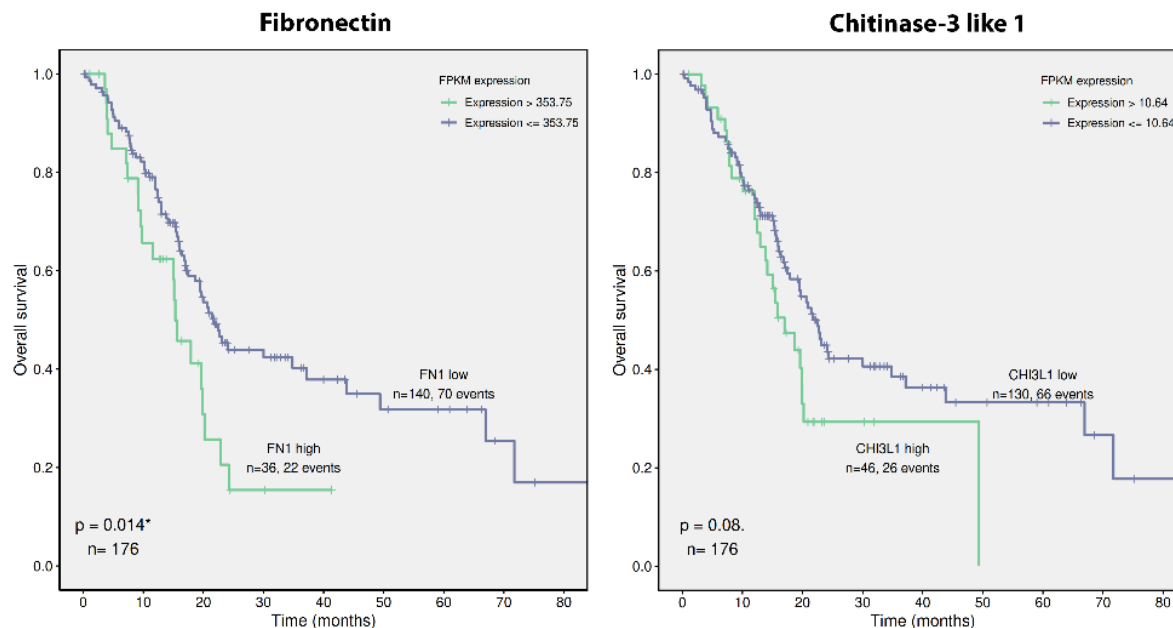 Fibronectin
FPKM expression
Expression > 353.75
Expression <= 353.75
Overall survival
1.0
0.8
0.6
0.4
0.2
0.0
FN1 low
n=140, 70 events
FN1 high
n=36, 22 events
p = 0.014*
n= 176
0 10 20 30 40 50 60 70 80
Time (months)
Chitinase-3 like 1
FPKM expression
Expression > 10.64
Expression <= 10.64
Overall survival
1.0
0.8
0.6
0.4
0.2
0.0
CHI3L1 low
n=130, 66 events
CHI3L1 high
n=46, 26 events
p = 0.08.
n= 176
0 10 20 30 40 50 60 70 80
Time (months)